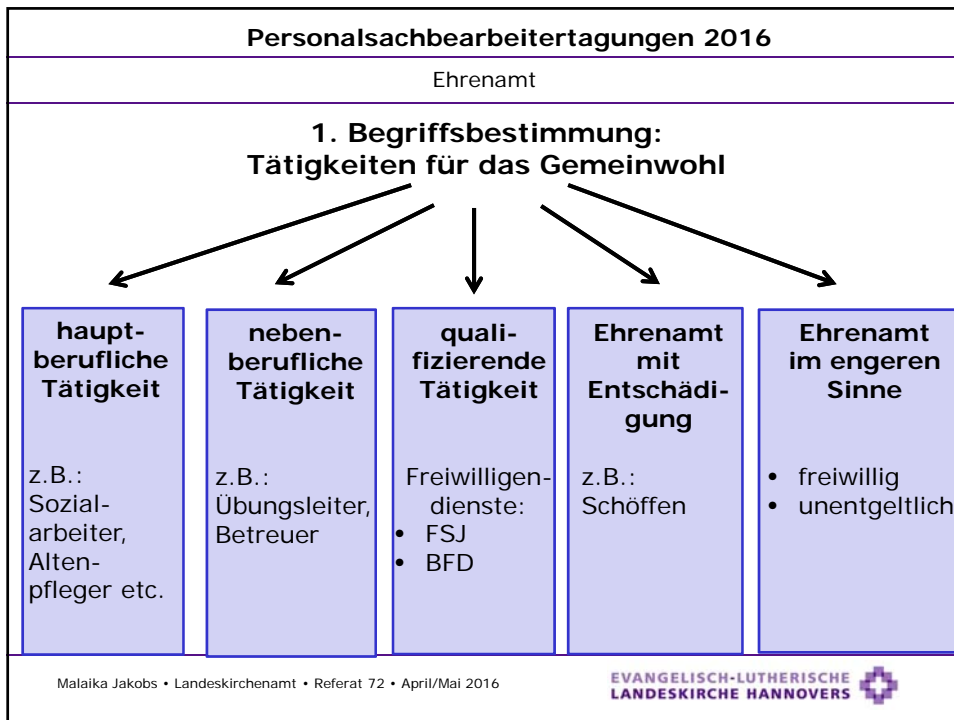 Personalsachbearbeitertagungen 2016
Ehrenamt
1. Begriffsbestimmung:
Tätigkeiten für das Gemeinwohl
haupt-
berufliche
Tätigkeit
z.B.:
Sozial-
arbeiter,
Alten-
pfleger etc.
neben-
berufliche
Tätigkeit
z.B.:
Übungsleiter,
Betreuer
quali-
fizierende
Tätigkeit
Freiwilligen-
dienste:
• FSJ
• BFD
Ehrenamt
mit
Entschädi-
gung
z.B.:
Schöffen
Ehrenamt
im engeren
Sinne
• freiwillig
• unentgeltlich
Malaika Jakobs • Landeskirchenamt • Referat 72 • April/Mai 2016
EVANGELISCH-LUTHERISCHE
LANDESKIRCHE HANNOVERS